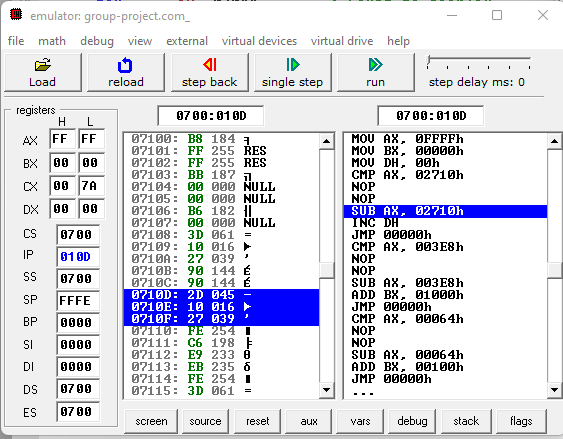 emulator: group-project.com_
file math debug view external virtual devices virtual drive help
Load reload step back single step run step delay ms: 0
registers
H L
AX FF FF
BX 00 00
CX 00 7A
DX 00 00
CS 0700
IP 010D
SS 0700
SP FFFE
BP 0000
SI 0000
DI 0000
DS 0700
ES 0700
0700:010D
07100: B8 184 ╕
07101: FF 255 RES
07102: FF 255 RES
07103: BB 187 ╗
07104: 00 000 NULL
07105: 00 000 NULL
07106: B6 182 ╢
07107: 00 000 NULL
07108: 3D 061 =
07109: 10 016 ►
0710A: 27 039 '
0710B: 90 144 É
0710C: 90 144 É
0710D: 2D 045 -
0710E: 10 016 ►
0710F: 27 039 '
07110: FE 254 ■
07111: C6 198 ╞
07112: E9 233 θ
07113: EB 235 δ
07114: FE 254 ■
07115: 3D 061 =
0700:010D
MOV AX, 0FFFFh
MOV BX, 00000h
MOV DH, 00h
CMP AX, 02710h
NOP
NOP
SUB AX, 02710h
INC DH
JMP 00000h
CMP AX, 003E8h
NOP
NOP
SUB AX, 003E8h
ADD BX, 01000h
JMP 00000h
CMP AX, 00064h
NOP
NOP
SUB AX, 00064h
ADD BX, 00100h
JMP 00000h
...
screen source reset aux vars debug stack flags